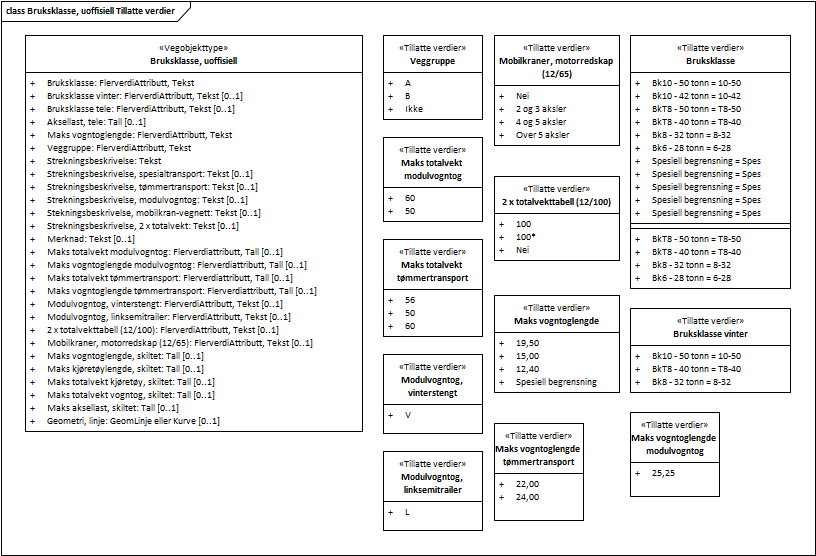 class Bruksklasse, uoffisiell Tillatte verdier
«Vegobjekttype»
Bruksklasse, uoffisiell
+ Bruksklasse: FlerverdiAttributt, Tekst
+ Bruksklasse vinter: FlerverdiAttributt, Tekst [0..1]
+ Bruksklasse tele: FlerverdiAttributt, Tekst [0..1]
+ Aksellast, tele: Tall [0..1]
+ Maks vogntoglengde: FlerverdiAttributt, Tekst
+ Veggruppe: FlerverdiAttributt, Tekst
+ Strekningsbeskrivelse: Tekst
+ Strekningsbeskrivelse, spesialtransport: Tekst [0..1]
+ Strekningsbeskrivelse, tømmertransport: Tekst [0..1]
+ Strekningsbeskrivelse, modulvogntog: Tekst [0..1]
+ Stekningsbeskrivelse, mobilkran-vegnett: Tekst [0..1]
+ Strekningsbeskrivelse, 2 x totalvekt: Tekst [0..1]
+ Merknad: Tekst [0..1]
+ Maks totalvekt modulvogntog: FlerverdiAttributt, Tall [0..1]
+ Maks vogntoglengde modulvogntog: FlerverdiAttributt, Tall [0..1]
+ Maks totalvekt tømmertransport: FlerverdiAttributt, Tall [0..1]
+ Maks vogntoglengde tømmertransport: FlerverdiAttributt, Tall [0..1]
+ Modulvogntog, vinterstengt: FlerverdiAttributt, Tekst [0..1]
+ Modulvogntog, linksemitrailer: FlerverdiAttributt, Tekst [0..1]
+ 2 x totalvekttabell (12/100): FlerverdiAttributt, Tekst [0..1]
+ Mobilkraner, motorredskap (12/65): FlerverdiAttributt, Tekst [0..1]
+ Maks vogntoglengde, skiltet: Tall [0..1]
+ Maks kjøretøylengde, skiltet: Tall [0..1]
+ Maks totalvekt kjøretøy, skiltet: Tall [0..1]
+ Maks totalvekt vogntog, skiltet: Tall [0..1]
+ Maks aksellast, skiltet: Tall [0..1]
+ Geometri, linje: GeomLinje eller Kurve [0..1]
«Tillatte verdier»
Veggruppe
+ A
+ B
+ Ikke
«Tillatte verdier»
Maks totalvekt
modulvogntog
+ 60
+ 50
«Tillatte verdier»
Maks totalvekt
tømmertransport
+ 56
+ 50
+ 60
«Tillatte verdier»
Modulvogntog,
vinterstengt
+ V
«Tillatte verdier»
Modulvogntog,
linksemitrailer
+ L
«Tillatte verdier»
Mobilkraner, motorredskap
(12/65)
+ Nei
+ 2 og 3 aksler
+ 4 og 5 aksler
+ Over 5 aksler
«Tillatte verdier»
2 x totalvekttabell (12/100)
+ 100
+ 100*
+ Nei
«Tillatte verdier»
Maks vogntoglengde
+ 19,50
+ 15,00
+ 12,40
+ Spesiell begrensning
«Tillatte verdier»
Maks vogntoglengde
tømmertransport
+ 22,00
+ 24,00
«Tillatte verdier»
Bruksklasse
+ Bk10 - 50 tonn = 10-50
+ Bk10 - 42 tonn = 10-42
+ BkT8 - 50 tonn = T8-50
+ BkT8 - 40 tonn = T8-40
+ Bk8 - 32 tonn = 8-32
+ Bk6 - 28 tonn = 6-28
+ Spesiell begrensning = Spes
+ Spesiell begrensning = Spes
+ Spesiell begrensning = Spes
+ Spesiell begrensning = Spes
+ Spesiell begrensning = Spes
+ BkT8 - 50 tonn = T8-50
+ BkT8 - 40 tonn = T8-40
+ Bk8 - 32 tonn = 8-32
+ Bk6 - 28 tonn = 6-28
«Tillatte verdier»
Bruksklasse vinter
+ Bk10 - 50 tonn = 10-50
+ BkT8 - 40 tonn = T8-40
+ Bk8 - 32 tonn = 8-32
«Tillatte verdier»
Maks vogntoglengde
modulvogntog
+ 25,25